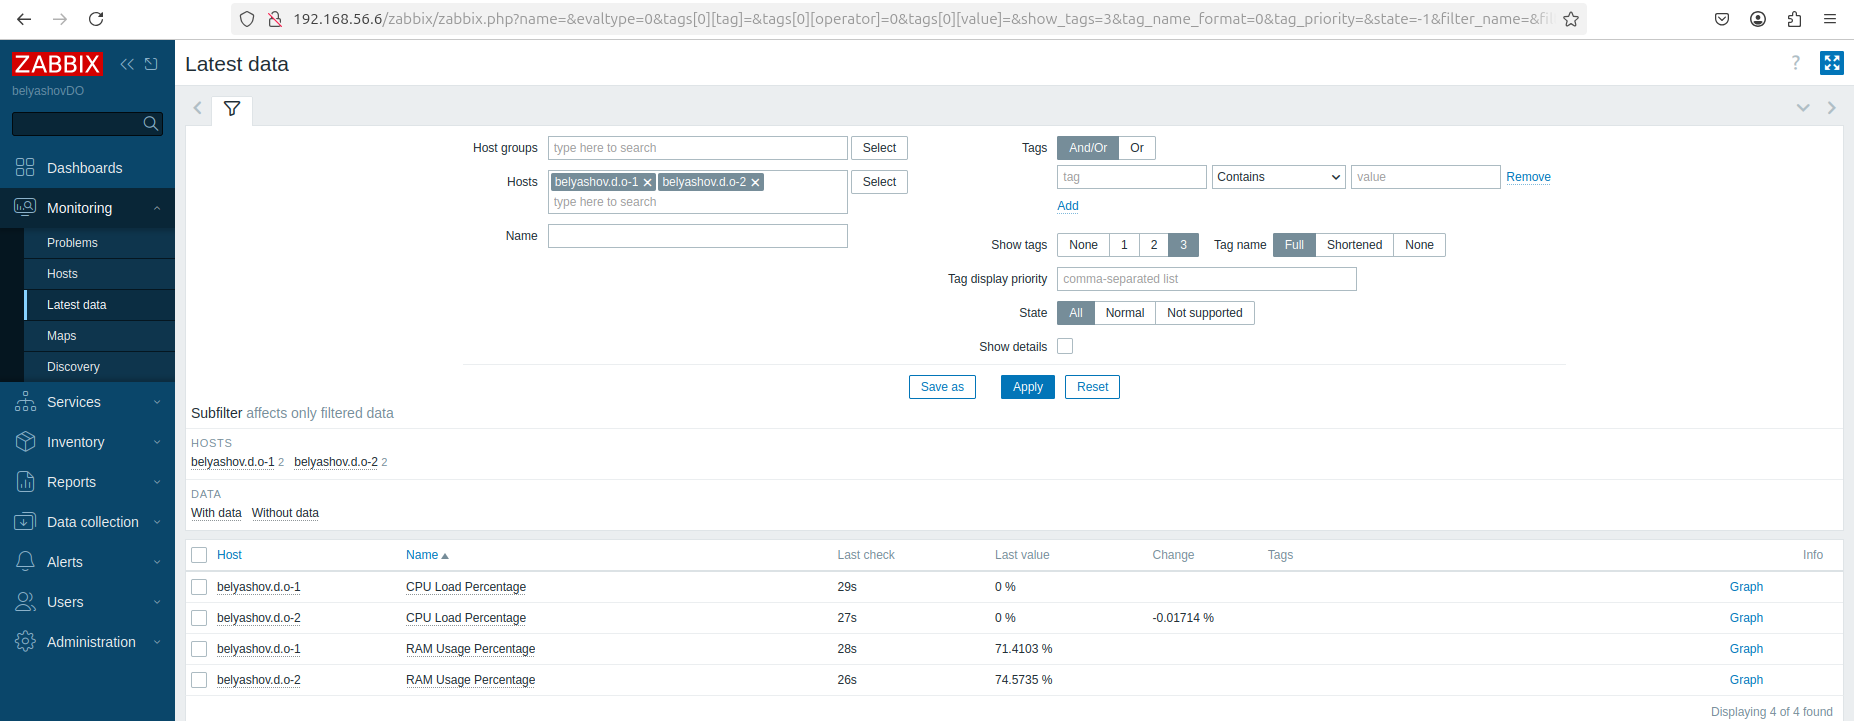 192.168.56.6/zabbix/zabbix.php?name=&evaltype=0&tags[0][tag]=&tags[0][operator]=0&tags[0][value]=&show_tags=3&tag_name_format=0&tag_priority=&state=-1&filter_name=&fil
ZABBIX
belyashovDO
Dashboards
Monitoring
Problems
Hosts
Latest data
Maps
Discovery
Services
Inventory
Reports
Data collection
Alerts
Users
Administration
Latest data
?
Host groups type here to search Select
Hosts belyashov.d.o-1 belyashov.d.o-2 Select
type here to search
Name
Tags And/Or Or
tag Contains value Remove
Add
Show tags None 1 2 3 Tag name Full Shortened None
Tag display priority comma-separated list
State All Normal Not supported
Show details
Save as Apply Reset
Subfilter affects only filtered data
HOSTS
belyashov.d.o-1 2 belyashov.d.o-2 2
DATA
With data Without data
Host Name Last check Last value Change Tags Info
belyashov.d.o-1 CPU Load Percentage 29s 0 % Graph
belyashov.d.o-2 CPU Load Percentage 27s 0 % -0.01714 % Graph
belyashov.d.o-1 RAM Usage Percentage 28s 71.4103 % Graph
belyashov.d.o-2 RAM Usage Percentage 26s 74.5735 % Graph
Displaying 4 of 4 found